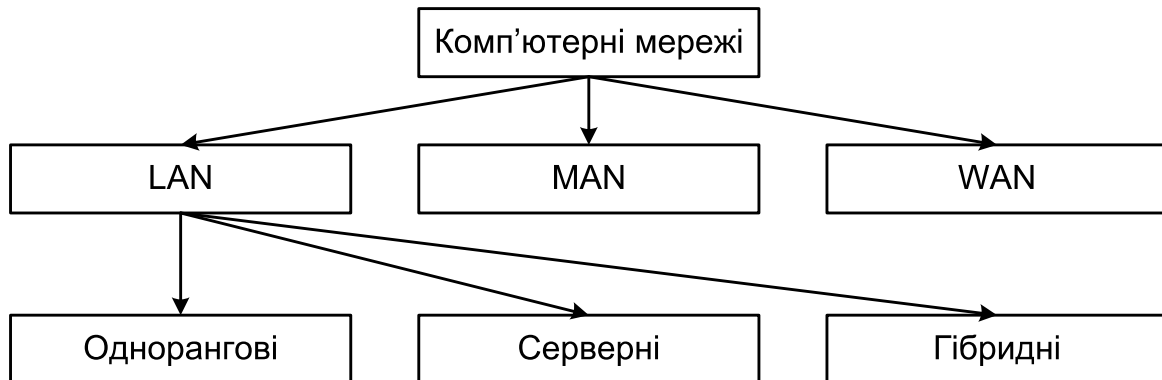 Комп’ютерні мережі
LAN
MAN
WAN
Однорангові
Серверні
Гібридні